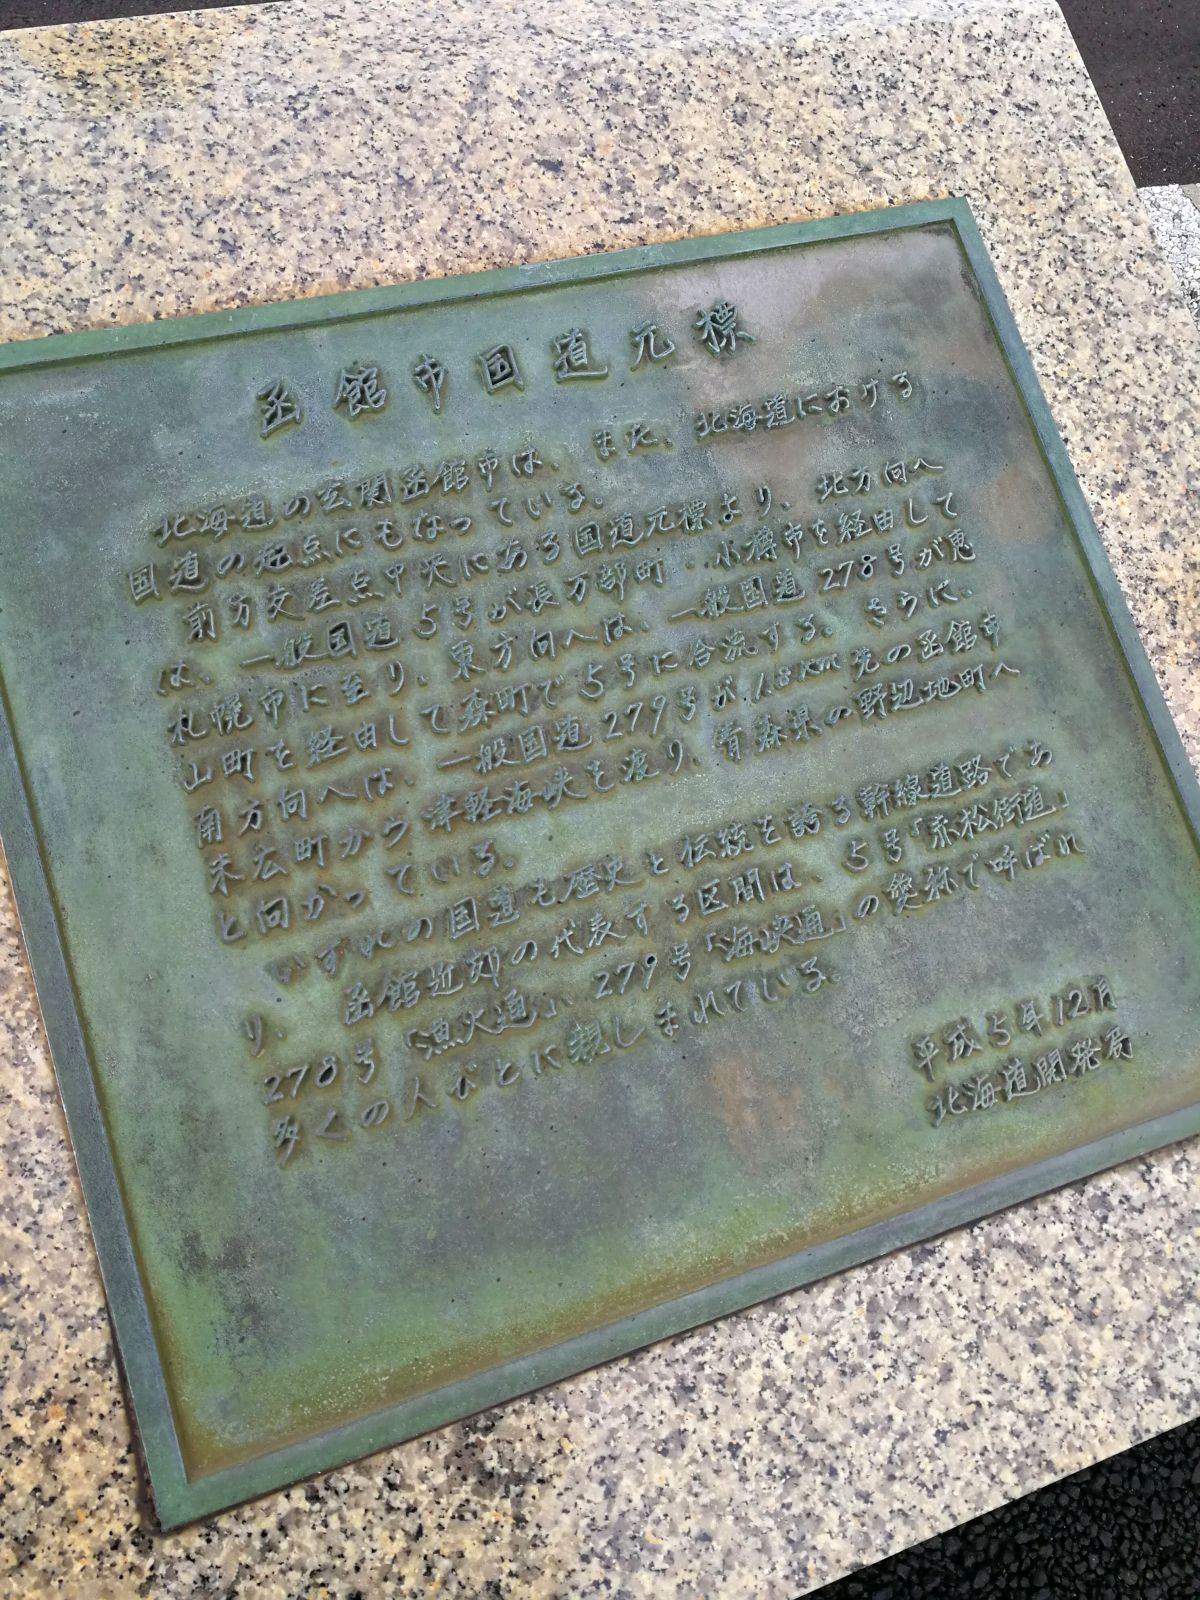 函館市国道元標
北海道の玄関函館市は、また、北海道における
国道の起点にもなっている。
前方交差点中央にある国道元標より、北方向へ
は、一般国道5号が長万部町・小樽市を経由して
札幌市に至り、東方向へは、一般国道278号が恵
山町を経由して森町で5号に合流する。さらに、
南方向へは、一般国道279号が1.8km先の函館市
末広町から津軽海峡を渡り、青森県の野辺地町へ
と向かっている。
いずれの国道も歴史と伝統を誇る幹線道路であ
り、函館近郊の代表する区間は、5号「赤松街道」
278号「漁火通」、279号「海峡通」の愛称で呼ばれ
多くの人びとに親しまれている。
平成5年12月
北海道開発局